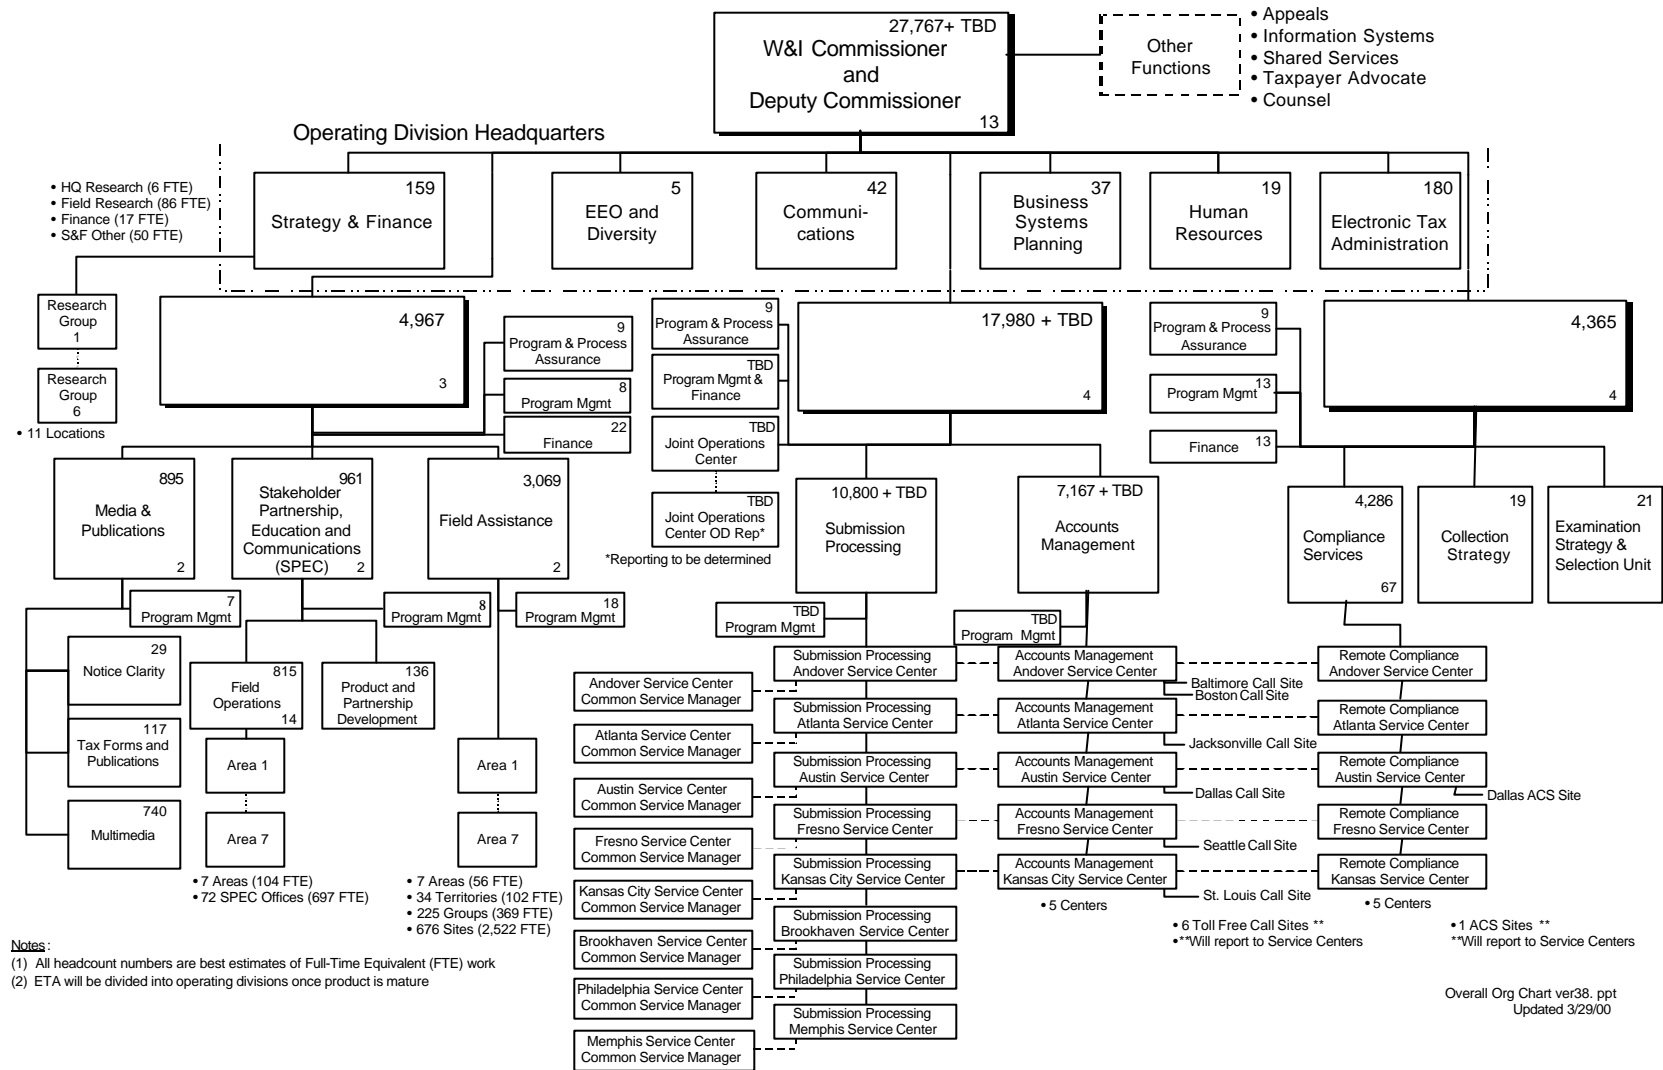 27,767+ TBD
W&I Commissioner
and
Deputy Commissioner
13
Other
Functions
• Appeals
• Information Systems
• Shared Services
• Taxpayer Advocate
• Counsel
Operating Division Headquarters
• HQ Research (6 FTE)
• Field Research (86 FTE)
• Finance (17 FTE)
• S&F Other (50 FTE)
159
Strategy & Finance
5
EEO and
Diversity
42
Communi-
cations
37
Business
Systems
Planning
19
Human
Resources
180
Electronic Tax
Administration
Research
Group
1
Research
Group
6
• 11 Locations
4,967
3
9
Program & Process
Assurance
8
Program Mgmt
22
Finance
9
Program & Process
Assurance
TBD
Program Mgmt &
Finance
TBD
Joint Operations
Center
TBD
Joint Operations
Center OD Rep*
*Reporting to be determined
17,980 + TBD
4
9
Program & Process
Assurance
13
Program Mgmt
Finance 13
4,365
4
895
Media &
Publications
2
961
Stakeholder
Partnership,
Education and
Communications
(SPEC) 2
3,069
Field Assistance
2
10,800 + TBD
Submission
Processing
7,167 + TBD
Accounts
Management
4,286
Compliance
Services
67
19
Collection
Strategy
21
Examination
Strategy &
Selection Unit
7
Program Mgmt
8
Program Mgmt
18
Program Mgmt
TBD
Program Mgmt
TBD
Program Mgmt
29
Notice Clarity
117
Tax Forms and
Publications
740
Multimedia
815
Field
Operations
14
136
Product and
Partnership
Development
Area 1
Area 7
• 7 Areas (104 FTE)
• 72 SPEC Offices (697 FTE)
Area 1
Area 7
• 7 Areas (56 FTE)
• 34 Territories (102 FTE)
• 225 Groups (369 FTE)
• 676 Sites (2,522 FTE)
Andover Service Center
Common Service Manager
Atlanta Service Center
Common Service Manager
Austin Service Center
Common Service Manager
Fresno Service Center
Common Service Manager
Kansas City Service Center
Common Service Manager
Brookhaven Service Center
Common Service Manager
Philadelphia Service Center
Common Service Manager
Memphis Service Center
Common Service Manager
Submission Processing
Andover Service Center
Submission Processing
Atlanta Service Center
Submission Processing
Austin Service Center
Submission Processing
Fresno Service Center
Submission Processing
Kansas City Service Center
Submission Processing
Brookhaven Service Center
Submission Processing
Philadelphia Service Center
Submission Processing
Memphis Service Center
Accounts Management
Andover Service Center
Baltimore Call Site
Boston Call Site
Accounts Management
Atlanta Service Center
Jacksonville Call Site
Accounts Management
Austin Service Center
Dallas Call Site
Accounts Management
Fresno Service Center
Seattle Call Site
Accounts Management
Kansas City Service Center
St. Louis Call Site
• 5 Centers
• 6 Toll Free Call Sites **
• **Will report to Service Centers
Remote Compliance
Andover Service Center
Remote Compliance
Atlanta Service Center
Remote Compliance
Austin Service Center
Dallas ACS Site
Remote Compliance
Fresno Service Center
Remote Compliance
Kansas Service Center
• 5 Centers
• 1 ACS Sites **
**Will report to Service Centers
Notes:
(1) All headcount numbers are best estimates of Full-Time Equivalent (FTE) work
(2) ETA will be divided into operating divisions once product is mature
Overall Org Chart ver38. ppt
Updated 3/29/00